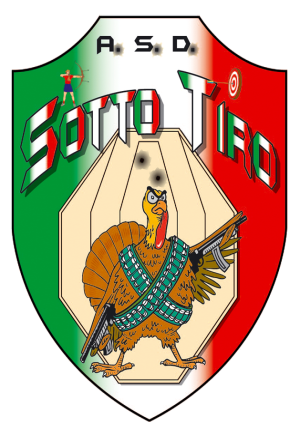 A. S. D.
SOTTO TIRO